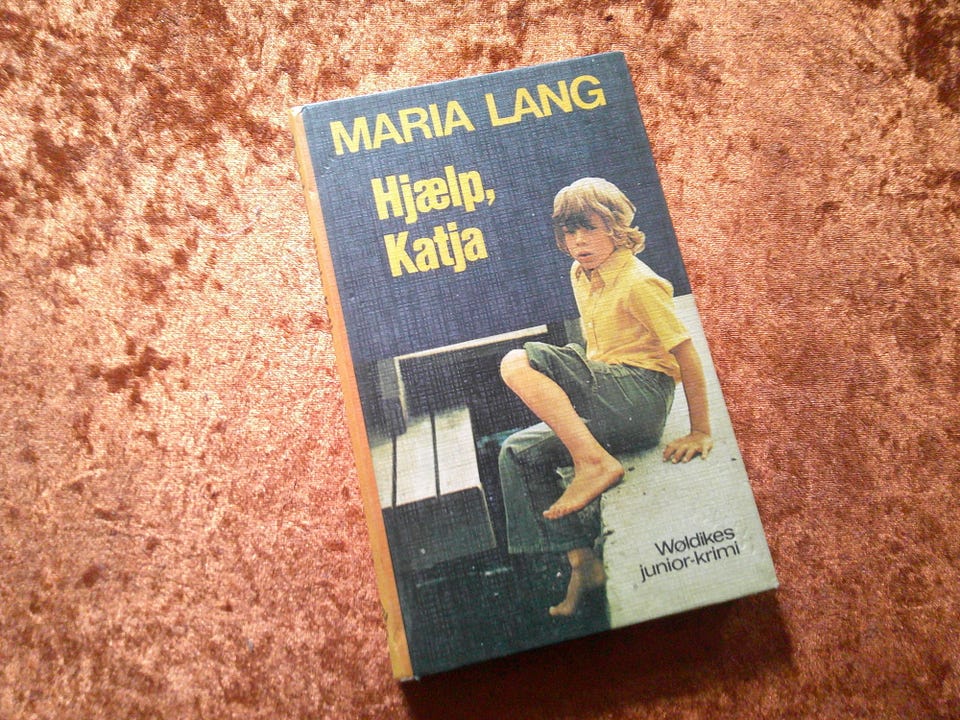 MARIA LANG
Hjælp,
Katja
Wøldikes
junior-krimi